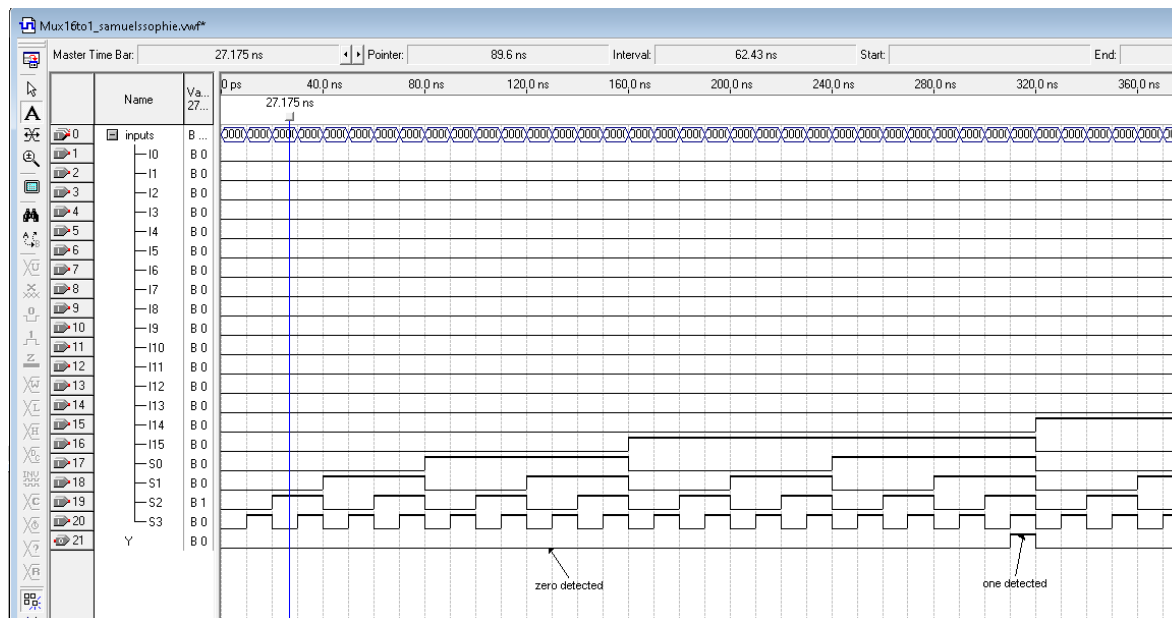 Mux16to1_samuelssophie.vwf*
Master Time Bar: 27.175 ns Pointer: 89.6 ns Interval: 62.43 ns Start: End:
Name Va... 27... 0 ps 40.0 ns 80.0 ns 120.0 ns 160.0 ns 200.0 ns 240.0 ns 280.0 ns 320.0 ns 360.0 ns
27.175 ns
0 inputs B ...
1 I0 B 0
2 I1 B 0
3 I2 B 0
4 I3 B 0
5 I4 B 0
6 I5 B 0
7 I6 B 0
8 I7 B 0
9 I8 B 0
10 I9 B 0
11 I10 B 0
12 I11 B 0
13 I12 B 0
14 I13 B 0
15 I14 B 0
16 I15 B 0
17 S0 B 0
18 S1 B 0
19 S2 B 1
20 S3 B 0
21 Y B 0
zero detected one detected